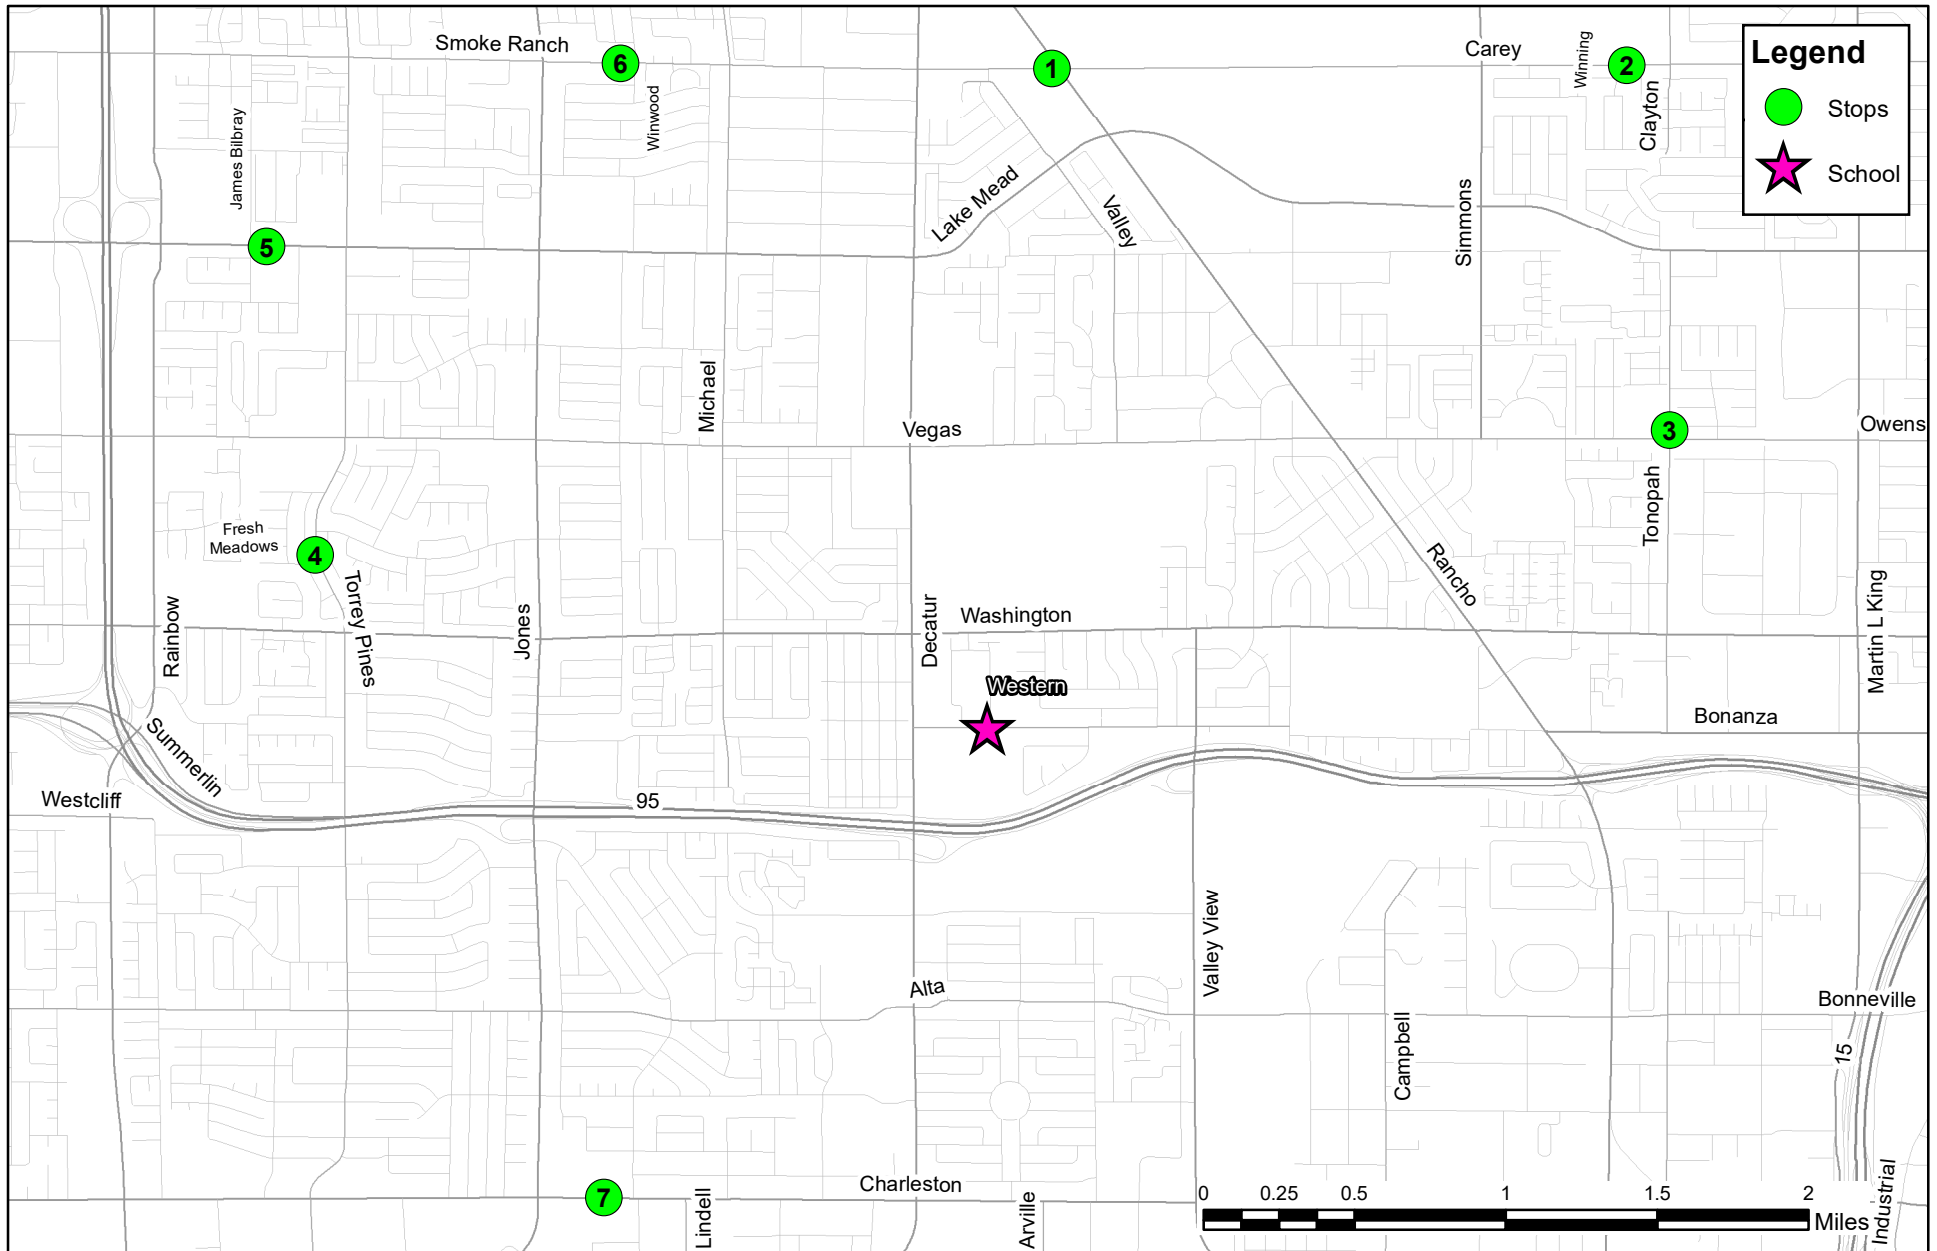 Smoke Ranch
6
1
Carey
Winning
2
Clayton
Legend
Stops
School
James Bilbray
Winwood
Lake Mead
Valley
Simmons
5
Michael
Vegas
3
Owens
Tonopah
Fresh
Meadows
4
Torrey Pines
Rainbow
Jones
Decatur
Washington
Rancho
Martin L King
Western
Bonanza
Summerlin
Westcliff
95
Valley View
Alta
Bonneville
Campbell
15
Charleston
7
Lindell
Arville
Industrial
0 0.25 0.5 1 1.5 2
Miles